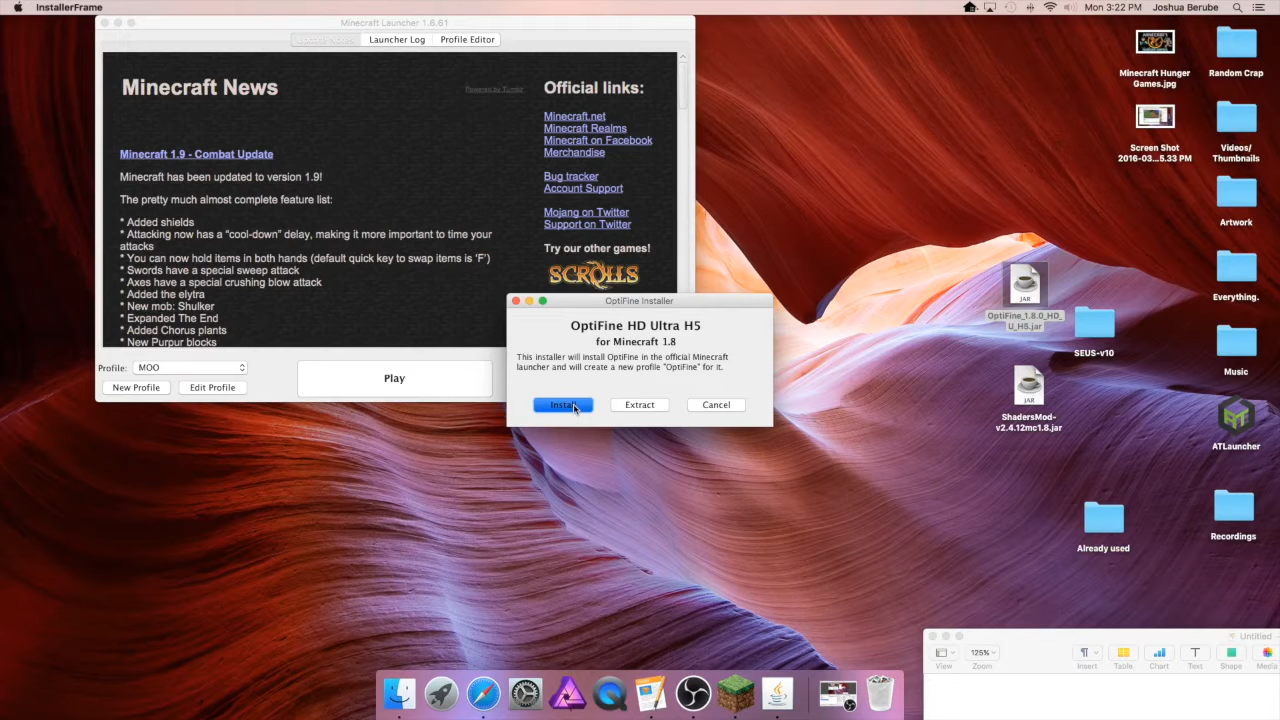 InstallerFrame
Mon 3:22 PM Joshua Berube
Minecraft Launcher 1.6.61
Launcher Log
Profile Editor
Minecraft News
Powered by Tumblr
Minecraft 1.9 - Combat Update
Minecraft has been updated to version 1.9!
The pretty much almost complete feature list:
* Added shields
* Attacking now has a “cool-down” delay, making it more important to time your
attacks
* You can now hold items in both hands (default quick key to swap items is 'F')
* Swords have a special sweep attack
* Axes have a special crushing blow attack
* Added the elytra
* New mob: Shulker
* Expanded The End
* Added Chorus plants
* New Purpur blocks
Official links:
Minecraft.net
Minecraft Realms
Minecraft on Facebook
Merchandise
Bug tracker
Account Support
Mojang on Twitter
Support on Twitter
Try our other games!
SCROLLS
Profile: MOO
New Profile
Edit Profile
Play
OptiFine Installer
OptiFine HD Ultra H5
for Minecraft 1.8
This installer will install OptiFine in the official Minecraft
launcher and will create a new profile "OptiFine" for it.
Install
Extract
Cancel
Minecraft Hunger
Games.jpg
Random Crap
Screen Shot
2016-03...5.33 PM
Videos/
Thumbnails
Artwork
JAR
OptiFine_1.8.0_HD_
U_H5.jar
Everything.
SEUS-v10
Music
JAR
ShadersMod-
v2.4.12mc1.8.jar
ATLauncher
Already used
Recordings
Untitled
125%
View
Zoom
Insert
Table
Chart
Text
Shape
Media